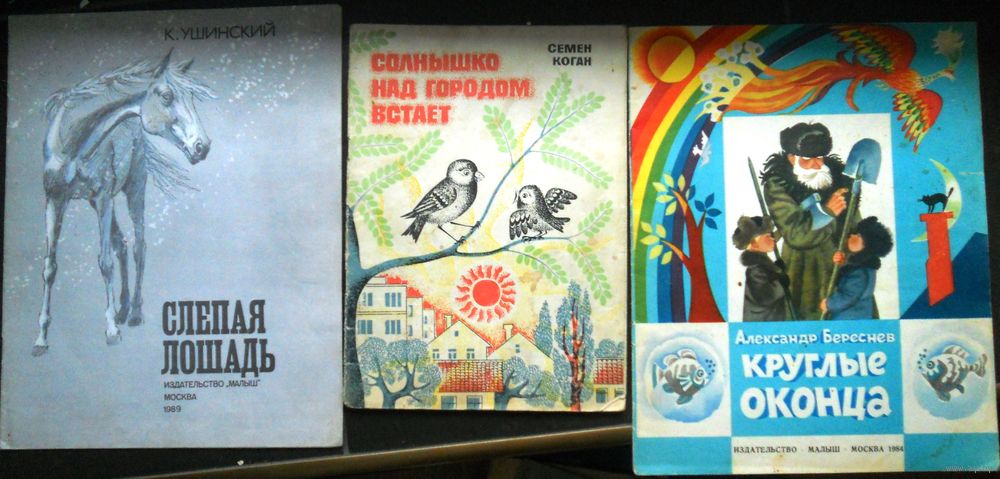 К. УШИНСКИЙ
СЛЕПАЯ
ЛОШАДЬ
ИЗДАТЕЛЬСТВО „МАЛЫШ"
МОСКВА
1989
СЕМЕН
КОГАН
СОЛНЫШКО
НАД ГОРОДОМ
ВСТАЕТ
Александр Береснев
КРУГЛЫЕ
ОКОНЦА
ИЗДАТЕЛЬСТВО · МАЛЫШ · МОСКВА 1984